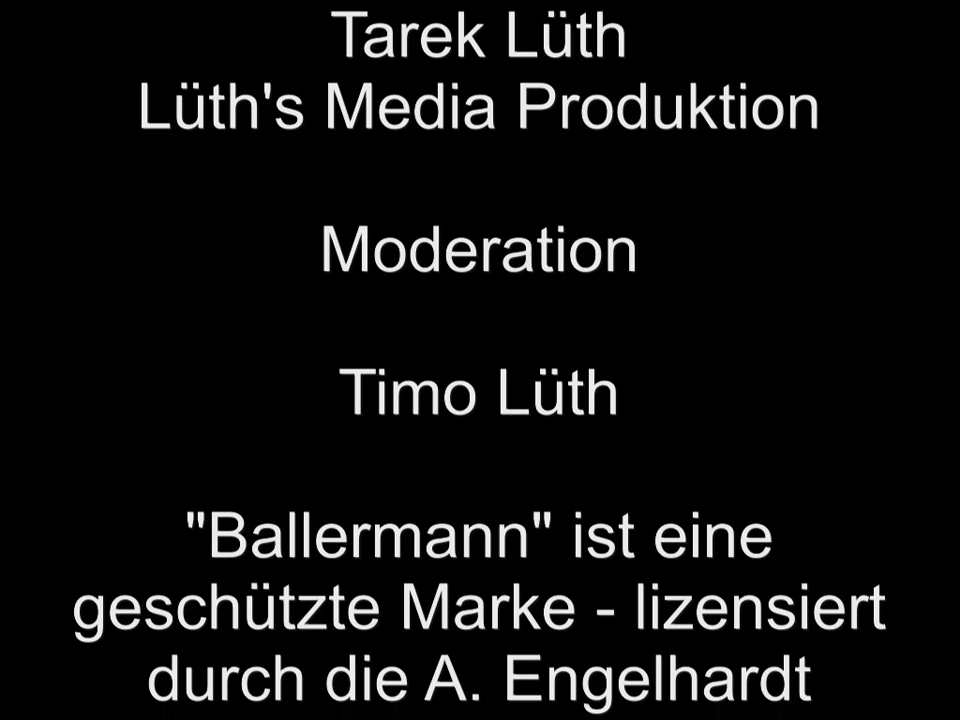 Tarek Lüth
Lüth's Media Produktion
Moderation
Timo Lüth
"Ballermann" ist eine
geschützte Marke - lizensiert
durch die A. Engelhardt